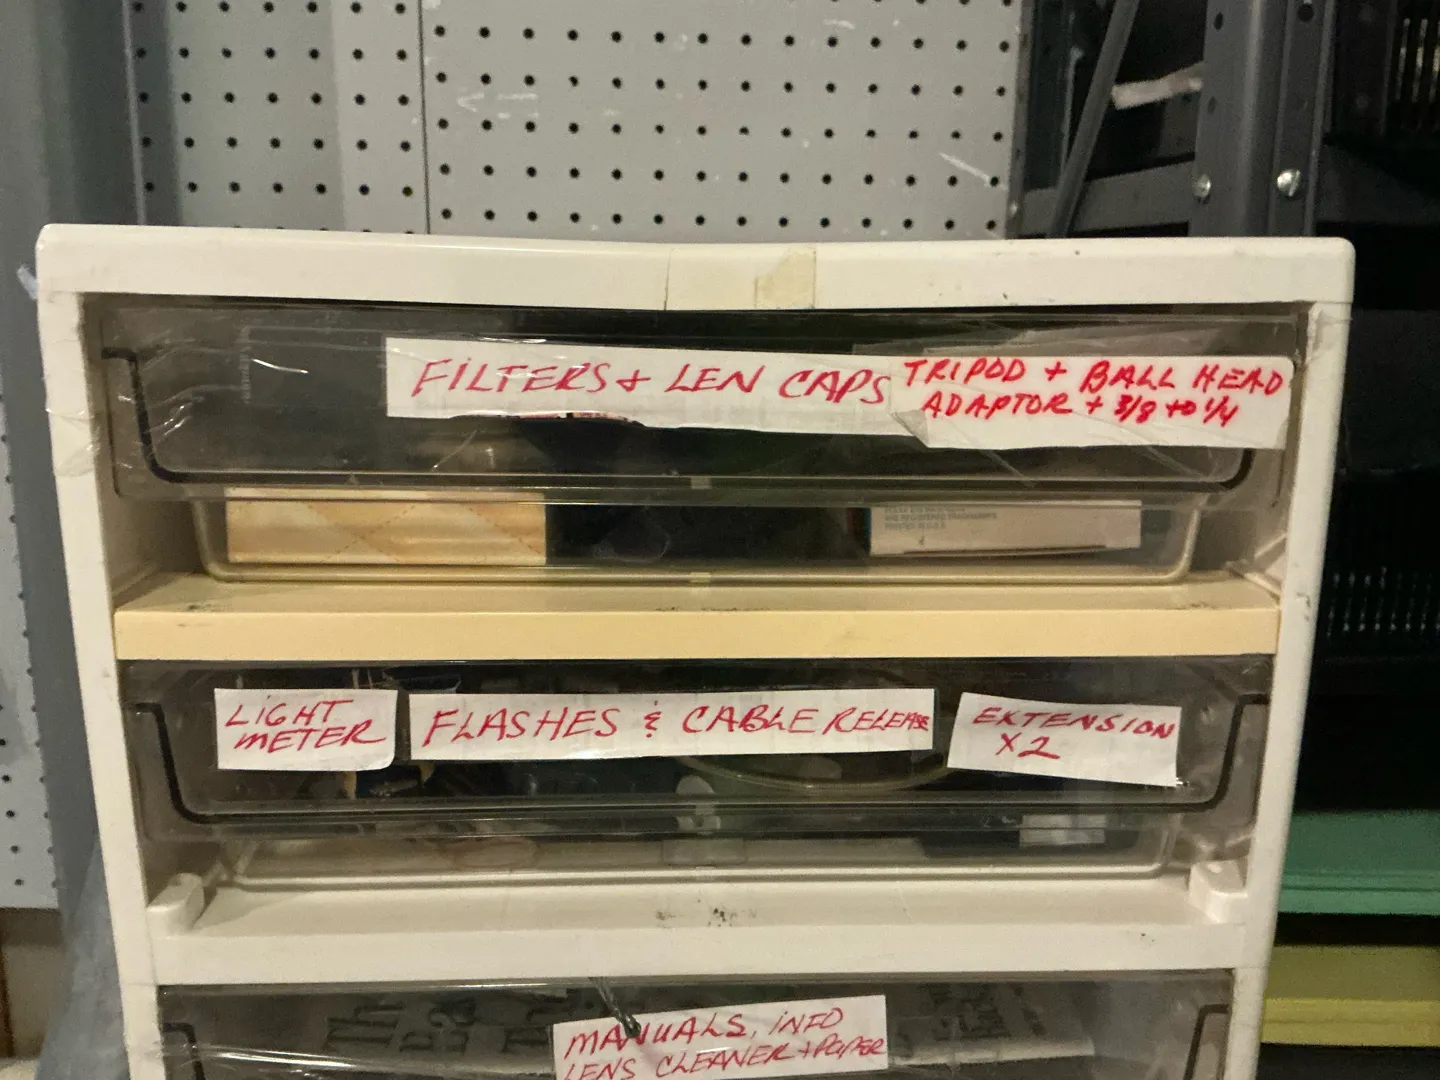 FILTERS + LEN CAPS
TRIPOD + BALL HEAD
ADAPTOR + 3/8 to 1/4
LIGHT
METER
FLASHES & CABLE RELEASE
EXTENSION
X2
MANUALS, INFO
LENS CLEANER + PAPER